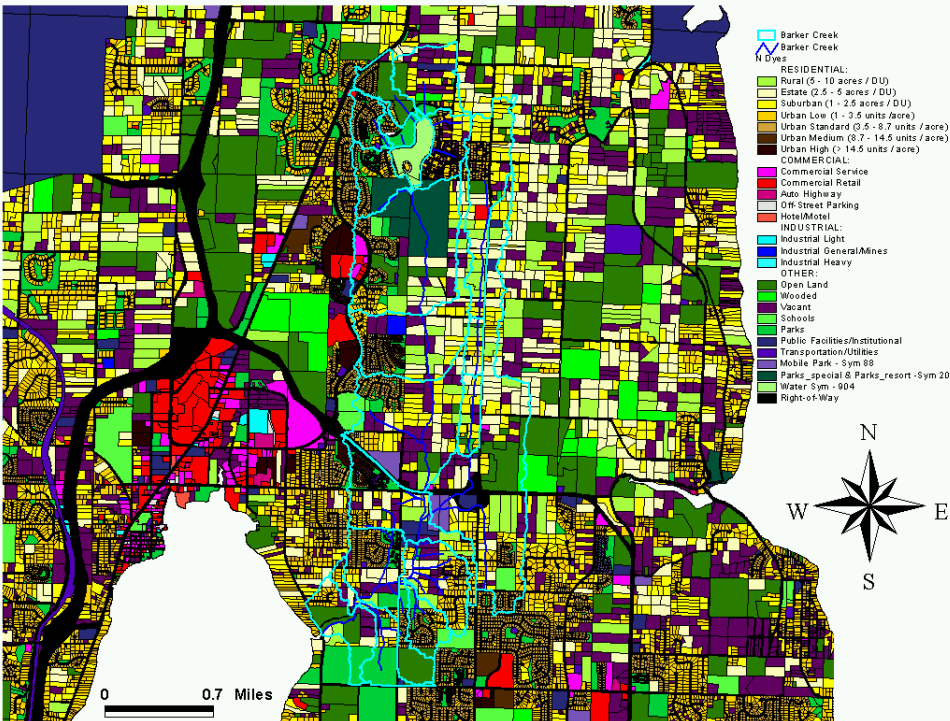 Barker Creek
Barker Creek
N Dyes
RESIDENTIAL:
Rural (5 - 10 acres / DU)
Estate (2.5 - 5 acres / DU)
Suburban (1 - 2.5 acres / DU)
Urban Low (1 - 3.5 units /acre)
Urban Standard (3.5 - 8.7 units / acre)
Urban Medium (8.7 - 14.5 units / acre)
Urban High (> 14.5 units / acre)
COMMERCIAL:
Commercial Service
Commercial Retail
Auto Highway
Off-Street Parking
Hotel/Motel
INDUSTRIAL:
Industrial Light
Industrial General/Mines
Industrial Heavy
OTHER:
Open Land
Wooded
Vacant
Schools
Parks
Public Facilities/Institutional
Transportation/Utilities
Mobile Park - Sym 88
Parks_special & Parks_resort -Sym 20
Water Sym - 904
Right-of-Way
N
W E
S
0 0.7 Miles